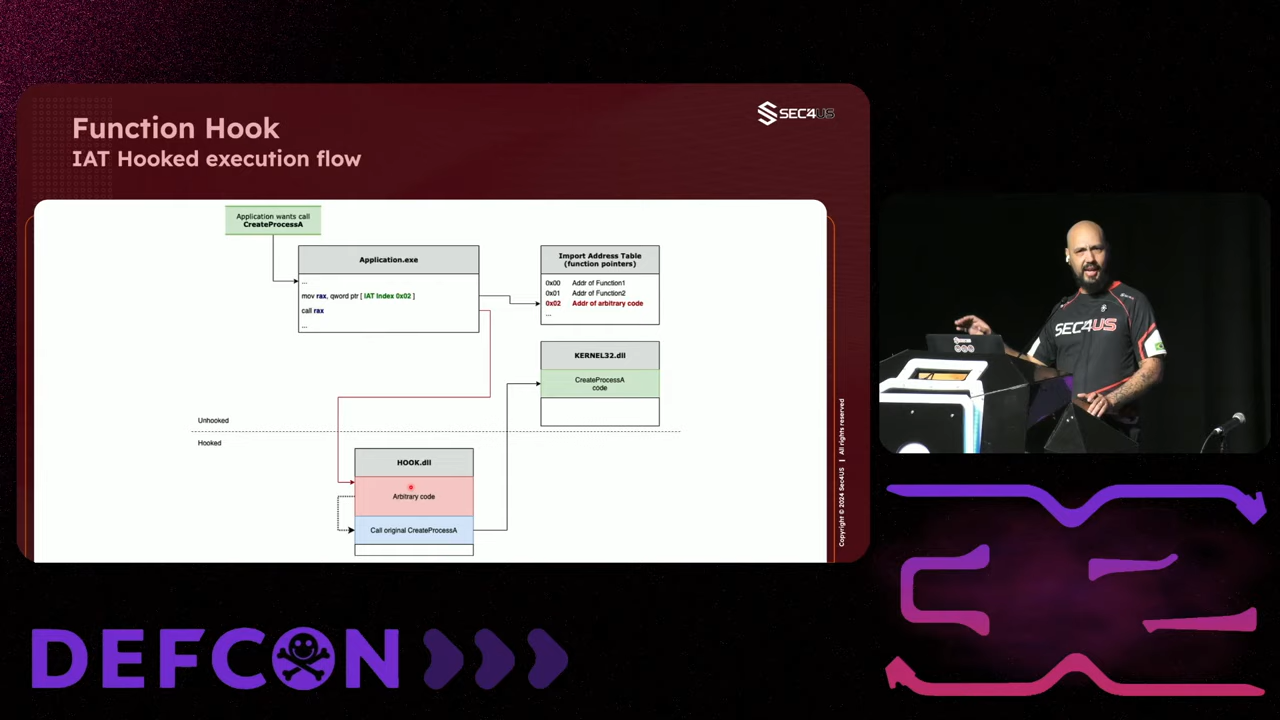 Function Hook
IAT Hooked execution flow
SEC4US
Application wants call
CreateProcessA
Application.exe
...
mov rax, qword ptr [ IAT Index 0x02 ]
call rax
...
Import Address Table
(function pointers)
0x00 Addr of Function1
0x01 Addr of Function2
0x02 Addr of arbitrary code
...
KERNEL32.dll
CreateProcessA
code
Unhooked
Hooked
HOOK.dll
Arbitrary code
Call original CreateProcessA
Copyright © 2024 Sec4US | All rights reserved
SEC4US
DEFCON